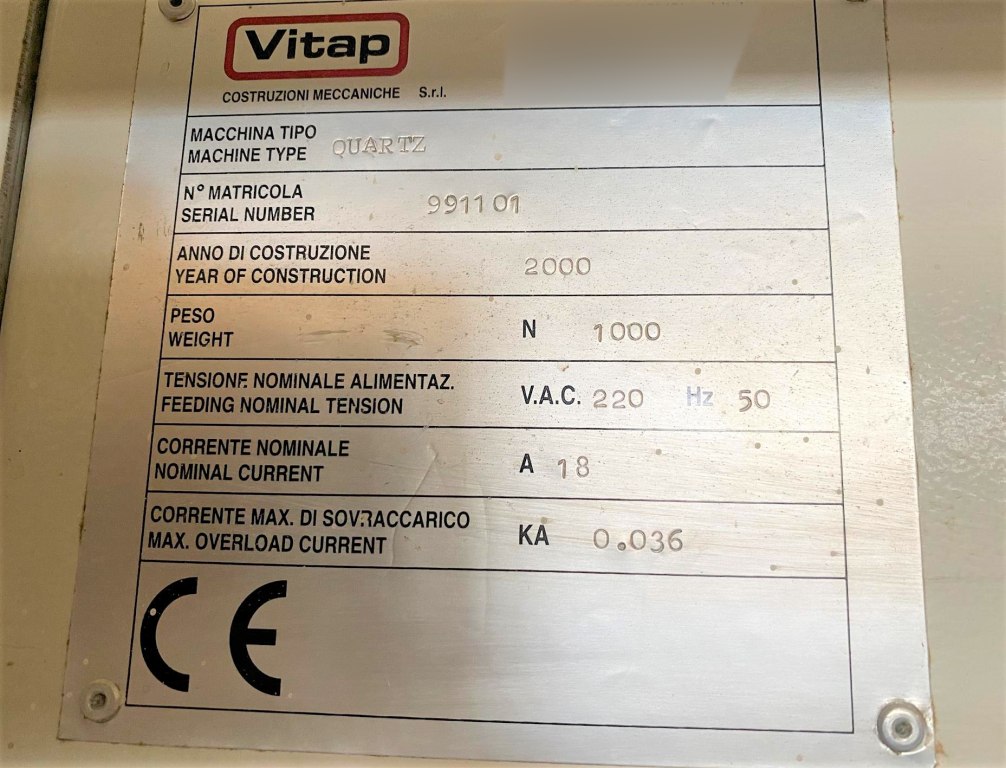 Vitap
COSTRUZIONI MECCANICHE S.r.l.
MACCHINA TIPO
MACHINE TYPE QUARTZ
N° MATRICOLA
SERIAL NUMBER 991101
ANNO DI COSTRUZIONE
YEAR OF CONSTRUCTION 2000
PESO
WEIGHT N 1000
TENSIONE NOMINALE ALIMENTAZ.
FEEDING NOMINAL TENSION V.A.C. 220 Hz 50
CORRENTE NOMINALE
NOMINAL CURRENT A 18
CORRENTE MAX. DI SOVRACCARICO
MAX. OVERLOAD CURRENT KA 0.036
CE